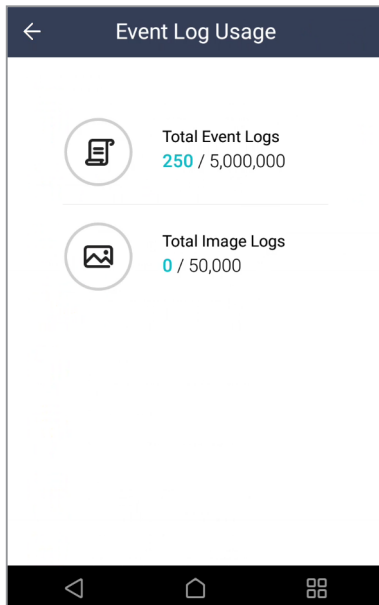 Event Log Usage
Total Event Logs
250 / 5,000,000
Total Image Logs
0 / 50,000